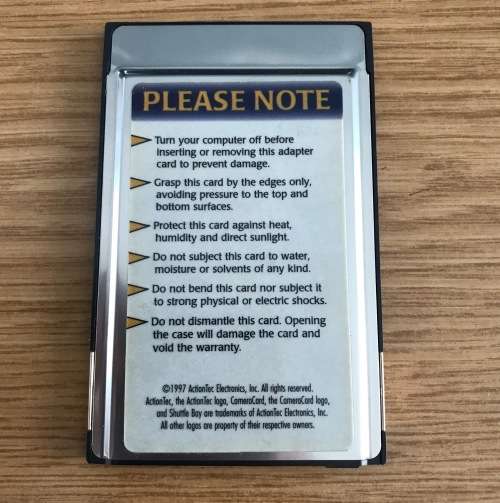 PLEASE NOTE
Turn your computer off before
inserting or removing this adapter
card to prevent damage.
Grasp this card by the edges only,
avoiding pressure to the top and
bottom surfaces.
Protect this card against heat,
humidity and direct sunlight.
Do not subject this card to water,
moisture or solvents of any kind.
Do not bend this card nor subject it
to strong physical or electric shocks.
Do not dismantle this card. Opening
the case will damage the card and
void the warranty.
©1997 ActionTec Electronics, Inc. All rights reserved.
ActionTec, the ActionTec logo, CameraCard, the CameraCard logo,
and Shuttle Bay are trademarks of ActionTec Electronics, Inc.
All other logos are property of their respective owners.